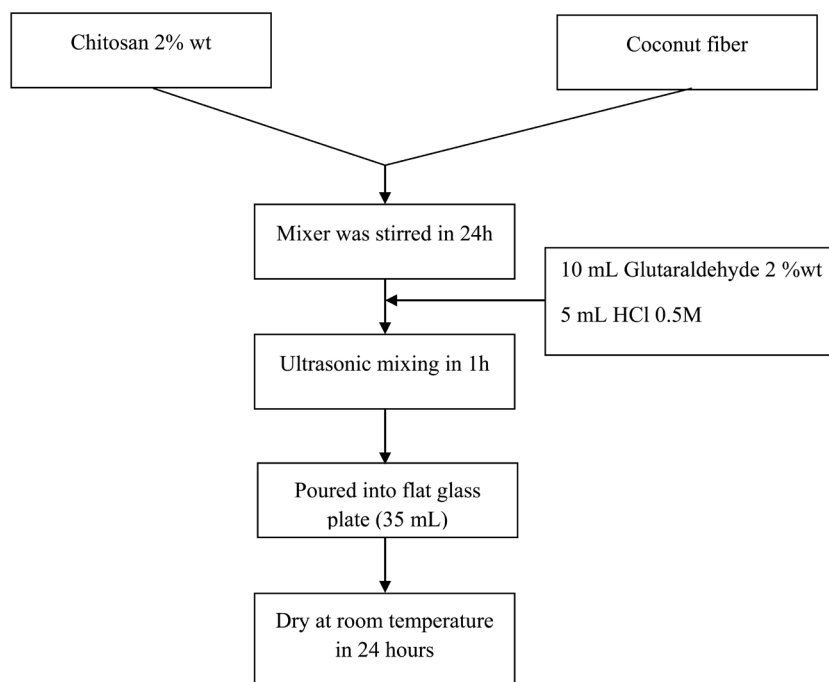 Chitosan 2% wt
Coconut fiber
Mixer was stirred in 24h
10 mL Glutaraldehyde 2 %wt
5 mL HCl 0.5M
Ultrasonic mixing in 1h
Poured into flat glass
plate (35 mL)
Dry at room temperature
in 24 hours